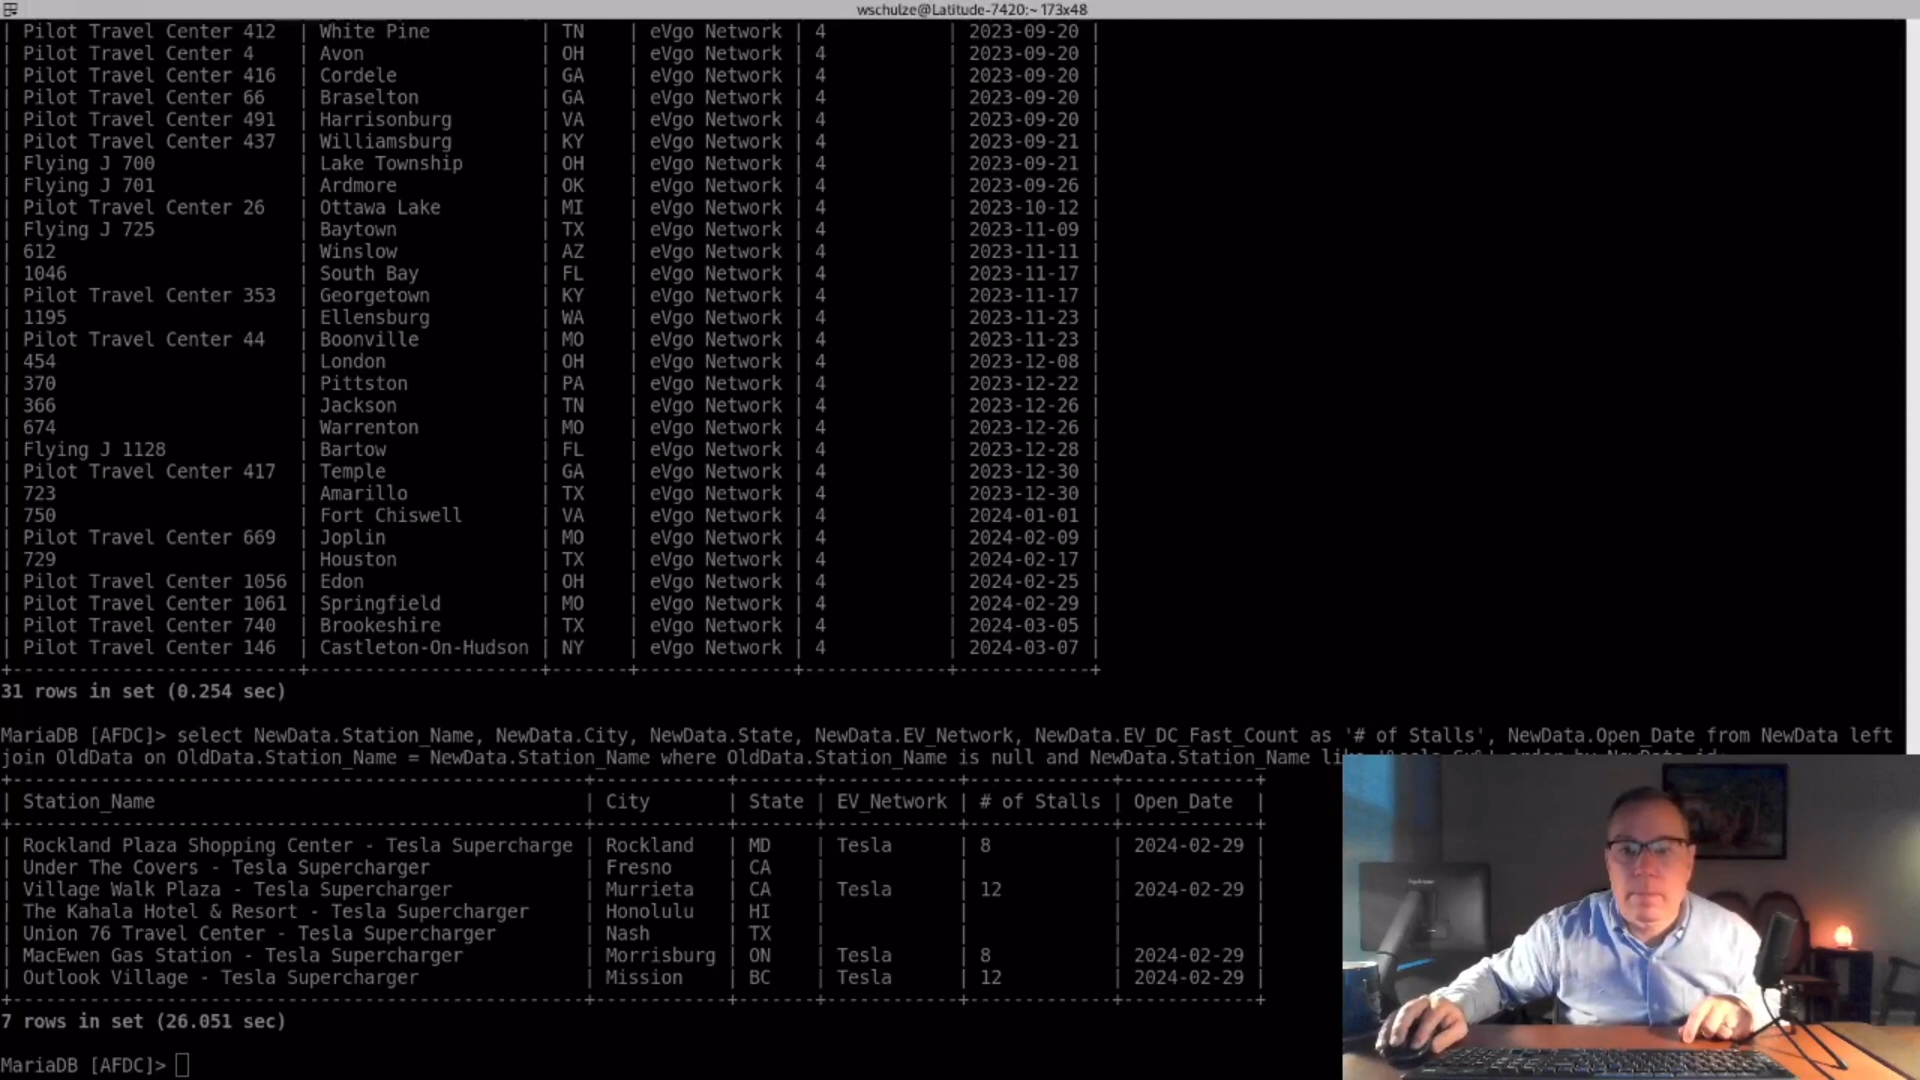 wschulze@Latitude-7420:~ 173x48
| Pilot Travel Center 412 | White Pine | TN | eVgo Network | 4 | 2023-09-20 |
| Pilot Travel Center 4 | Avon | OH | eVgo Network | 4 | 2023-09-20 |
| Pilot Travel Center 416 | Cordele | GA | eVgo Network | 4 | 2023-09-20 |
| Pilot Travel Center 66 | Braselton | GA | eVgo Network | 4 | 2023-09-20 |
| Pilot Travel Center 491 | Harrisonburg | VA | eVgo Network | 4 | 2023-09-20 |
| Pilot Travel Center 437 | Williamsburg | KY | eVgo Network | 4 | 2023-09-21 |
| Flying J 700 | Lake Township | OH | eVgo Network | 4 | 2023-09-21 |
| Flying J 701 | Ardmore | OK | eVgo Network | 4 | 2023-09-26 |
| Pilot Travel Center 26 | Ottawa Lake | MI | eVgo Network | 4 | 2023-10-12 |
| Flying J 725 | Baytown | TX | eVgo Network | 4 | 2023-11-09 |
| 612 | Winslow | AZ | eVgo Network | 4 | 2023-11-11 |
| 1046 | South Bay | FL | eVgo Network | 4 | 2023-11-17 |
| Pilot Travel Center 353 | Georgetown | KY | eVgo Network | 4 | 2023-11-17 |
| 1195 | Ellensburg | WA | eVgo Network | 4 | 2023-11-23 |
| Pilot Travel Center 44 | Boonville | MO | eVgo Network | 4 | 2023-11-23 |
| 454 | London | OH | eVgo Network | 4 | 2023-12-08 |
| 370 | Pittston | PA | eVgo Network | 4 | 2023-12-22 |
| 366 | Jackson | TN | eVgo Network | 4 | 2023-12-26 |
| 674 | Warrenton | MO | eVgo Network | 4 | 2023-12-26 |
| Flying J 1128 | Bartow | FL | eVgo Network | 4 | 2023-12-28 |
| Pilot Travel Center 417 | Temple | GA | eVgo Network | 4 | 2023-12-30 |
| 723 | Amarillo | TX | eVgo Network | 4 | 2023-12-30 |
| 750 | Fort Chiswell | VA | eVgo Network | 4 | 2024-01-01 |
| Pilot Travel Center 669 | Joplin | MO | eVgo Network | 4 | 2024-02-09 |
| 729 | Houston | TX | eVgo Network | 4 | 2024-02-17 |
| Pilot Travel Center 1056 | Edon | OH | eVgo Network | 4 | 2024-02-25 |
| Pilot Travel Center 1061 | Springfield | MO | eVgo Network | 4 | 2024-02-29 |
| Pilot Travel Center 740 | Brookeshire | TX | eVgo Network | 4 | 2024-03-05 |
| Pilot Travel Center 146 | Castleton-On-Hudson | NY | eVgo Network | 4 | 2024-03-07 |
31 rows in set (0.254 sec)
MariaDB [AFDC]> select NewData.Station_Name, NewData.City, NewData.State, NewData.EV_Network, NewData.EV_DC_Fast_Count as '# of Stalls', NewData.Open_Date from NewData left
join OldData on OldData.Station_Name = NewData.Station_Name where OldData.Station_Name is null and NewData.Station_Name
| Station_Name | City | State | EV_Network | # of Stalls | Open_Date |
| Rockland Plaza Shopping Center - Tesla Supercharge | Rockland | MD | Tesla | 8 | 2024-02-29 |
| Under The Covers - Tesla Supercharger | Fresno | CA | | | |
| Village Walk Plaza - Tesla Supercharger | Murrieta | CA | Tesla | 12 | 2024-02-29 |
| The Kahala Hotel & Resort - Tesla Supercharger | Honolulu | HI | | | |
| Union 76 Travel Center - Tesla Supercharger | Nash | TX | | | |
| MacEwen Gas Station - Tesla Supercharger | Morrisburg | ON | Tesla | 8 | 2024-02-29 |
| Outlook Village - Tesla Supercharger | Mission | BC | Tesla | 12 | 2024-02-29 |
7 rows in set (26.051 sec)
MariaDB [AFDC]>